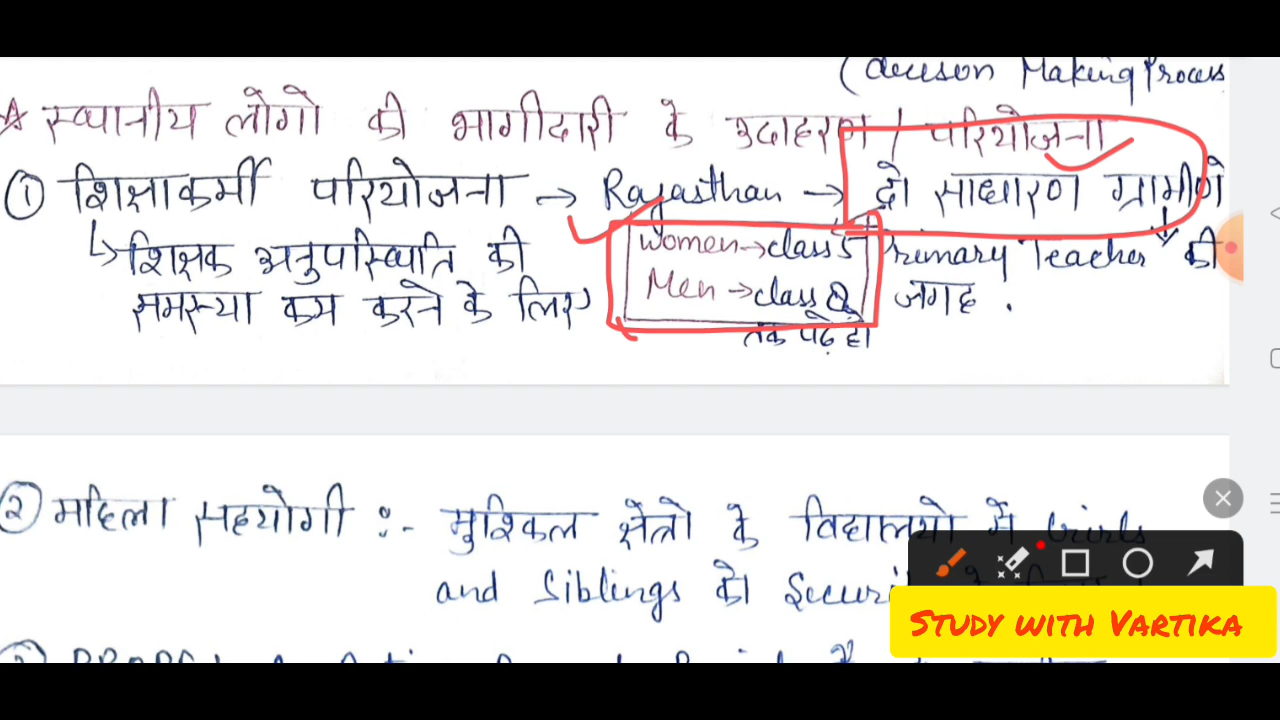 (decison Making Process
☆ स्थानीय लोगो की भागीदारी के उदाहरण / परियोजना
① शिक्षाकर्मी परियोजना → Rajasthan → दो साधारण ग्रामीणो
↳ शिक्षक अनुपस्थिति की women → class 5 Primary Teacher की
समस्या कम करने के लिए Men → class 8 जगह .
तक पढे हो
② महिला सहयोगी :- मुश्किल क्षेत्रो के विद्यालयो में Girls
and Siblings को
STUDY WITH VARTIKA